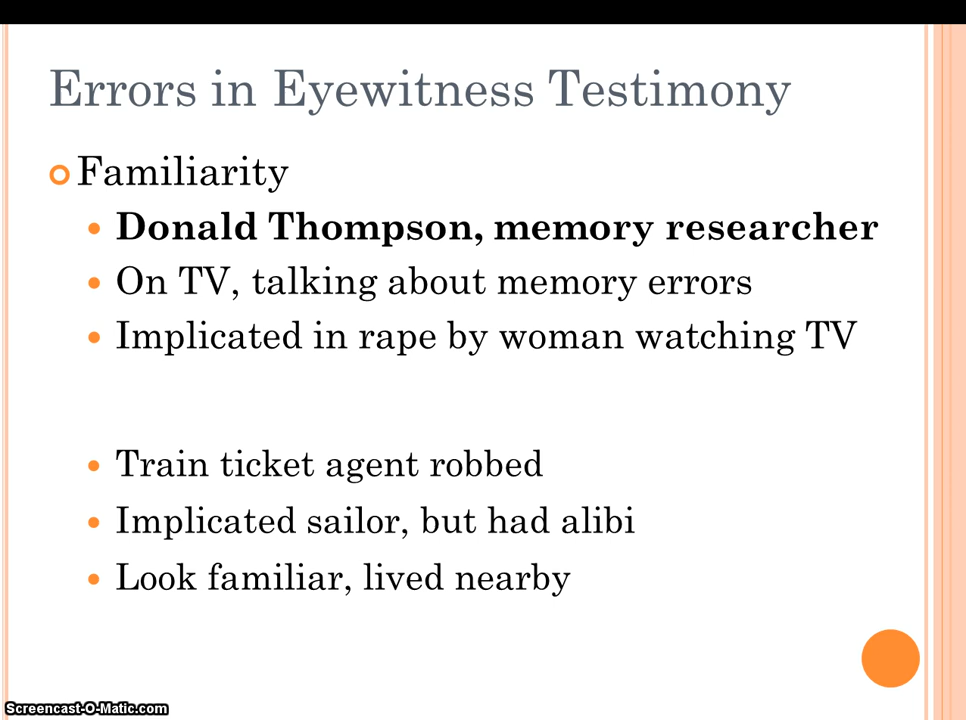 Errors in Eyewitness Testimony
Familiarity
Donald Thompson, memory researcher
On TV, talking about memory errors
Implicated in rape by woman watching TV
Train ticket agent robbed
Implicated sailor, but had alibi
Look familiar, lived nearby
Screencast-O-Matic.com